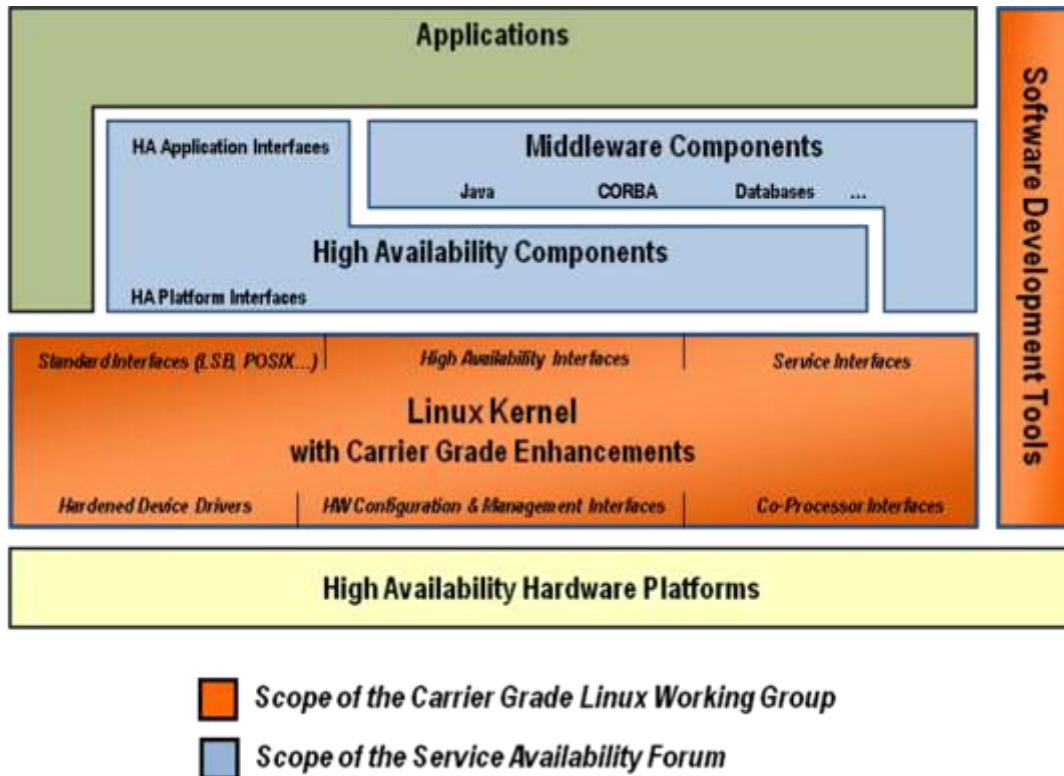 Applications
HA Application Interfaces
Middleware Components
Java CORBA Databases ...
High Availability Components
HA Platform Interfaces
Standard Interfaces (LSB, POSIX...) High Availability Interfaces Service Interfaces
Linux Kernel
with Carrier Grade Enhancements
Hardened Device Drivers HW Configuration & Management Interfaces Co-Processor Interfaces
Software Development Tools
High Availability Hardware Platforms
Scope of the Carrier Grade Linux Working Group
Scope of the Service Availability Forum